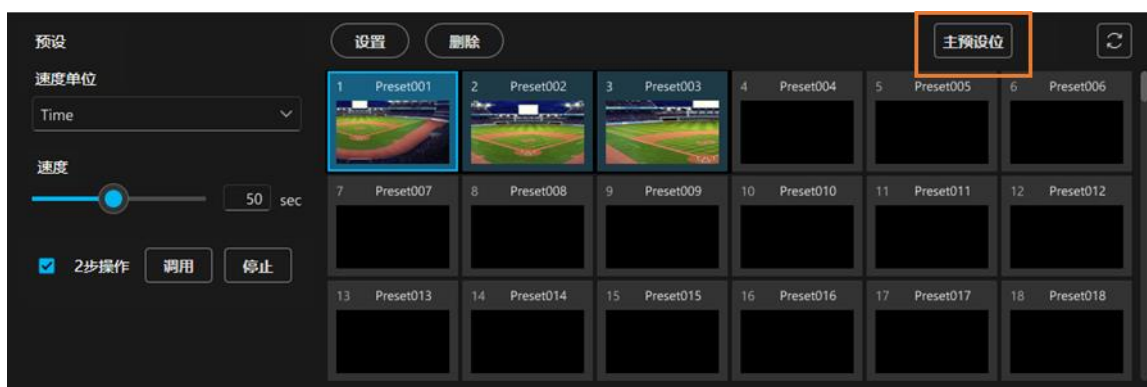 预设
设置 删除 主预设位
速度单位
Time
速度
50 sec
2步操作 调用 停止
1 Preset001 2 Preset002 3 Preset003 4 Preset004 5 Preset005 6 Preset006
7 Preset007 8 Preset008 9 Preset009 10 Preset010 11 Preset011 12 Preset012
13 Preset013 14 Preset014 15 Preset015 16 Preset016 17 Preset017 18 Preset018